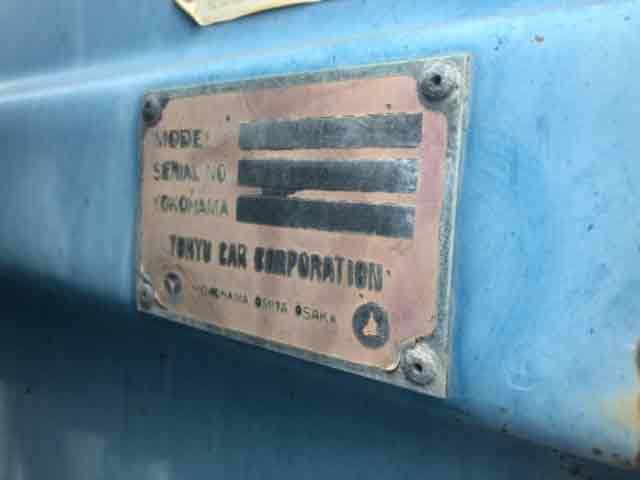 MODEL
SERIAL NO
YOKOHAMA
TOKYU CAR CORPORATION
YOKOHAMA OSAKA